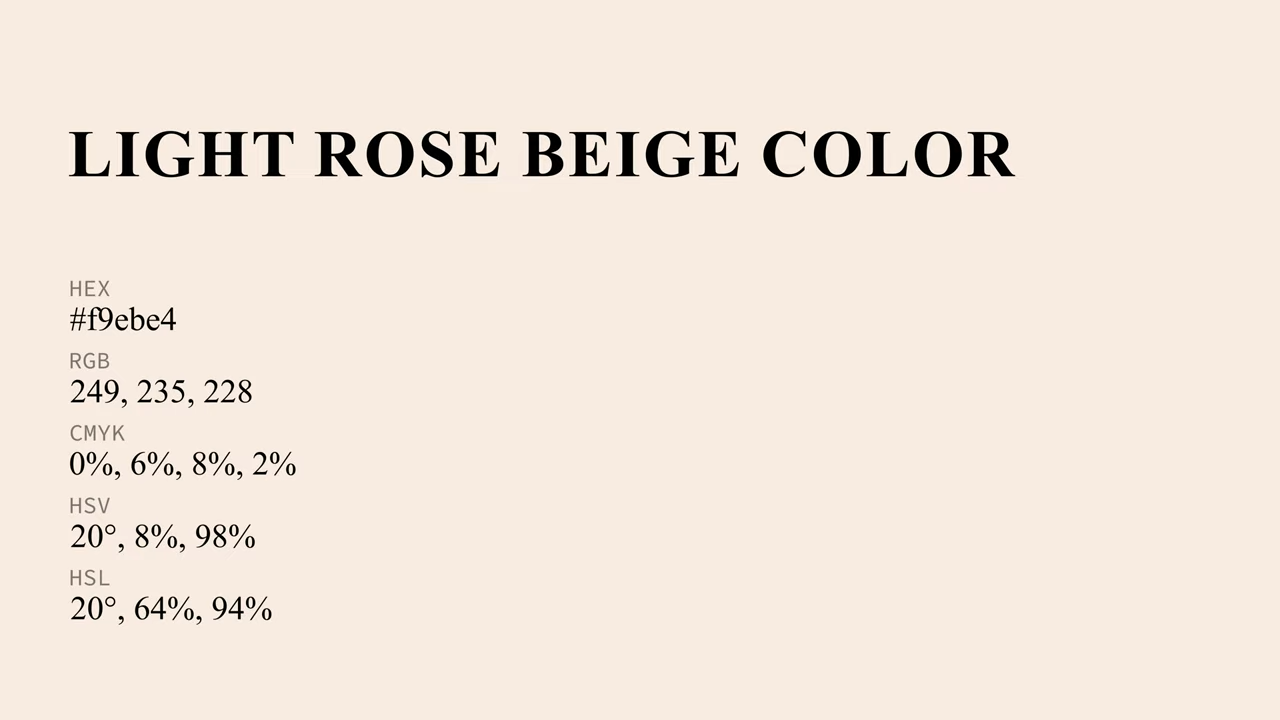 LIGHT ROSE BEIGE COLOR
HEX
#f9ebe4
RGB
249, 235, 228
CMYK
0%, 6%, 8%, 2%
HSV
20°, 8%, 98%
HSL
20°, 64%, 94%